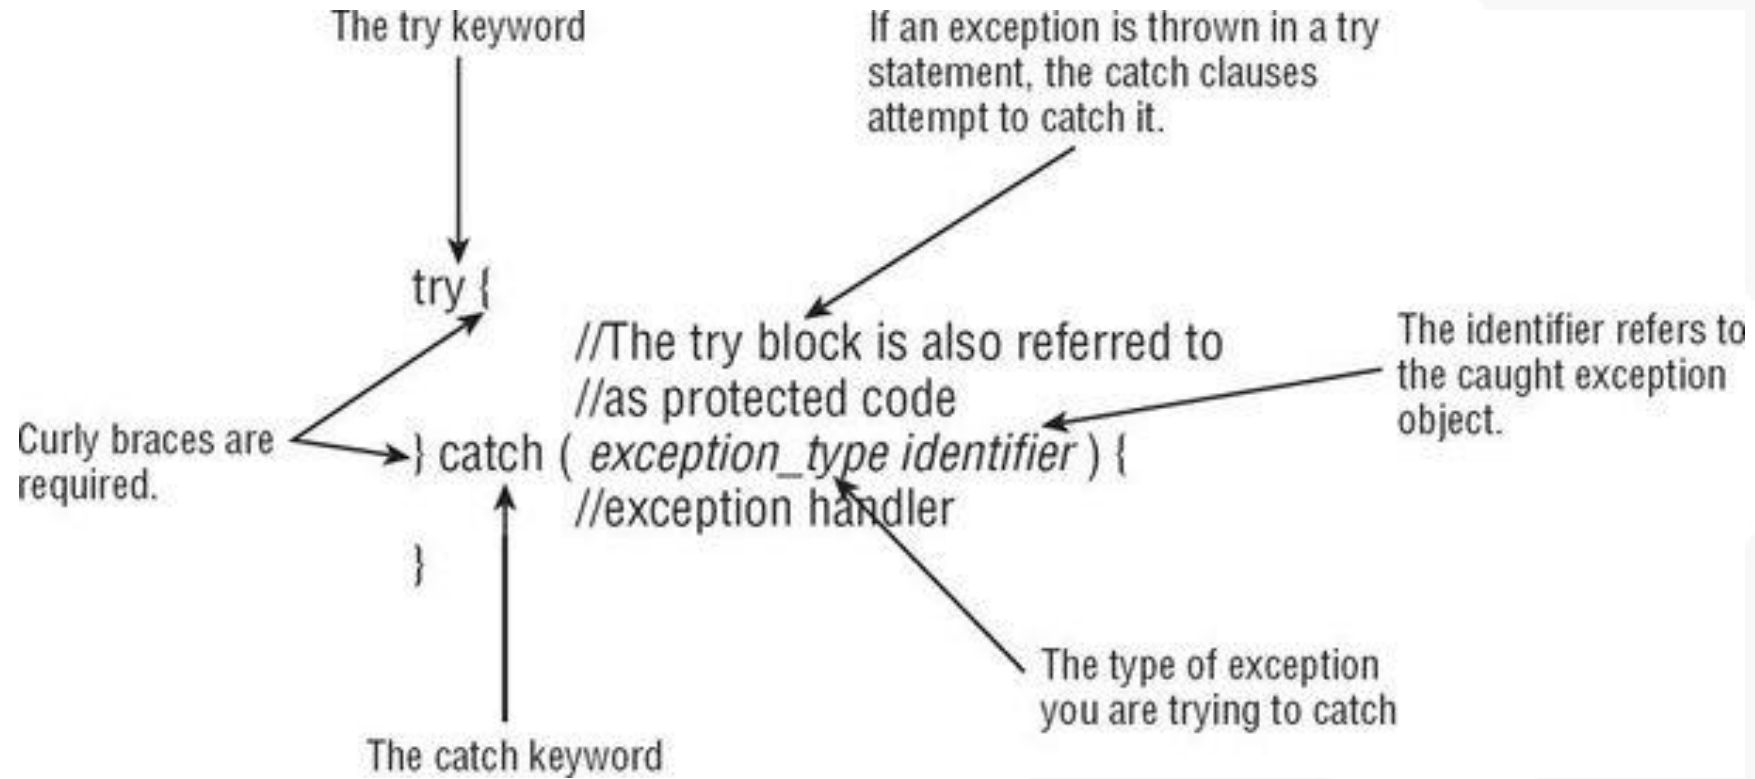 The try keyword
If an exception is thrown in a try
statement, the catch clauses
attempt to catch it.
try {
//The try block is also referred to
//as protected code
The identifier refers to
the caught exception
object.
Curly braces are
required.
} catch ( exception_type identifier ) {
//exception handler
}
The type of exception
you are trying to catch
The catch keyword